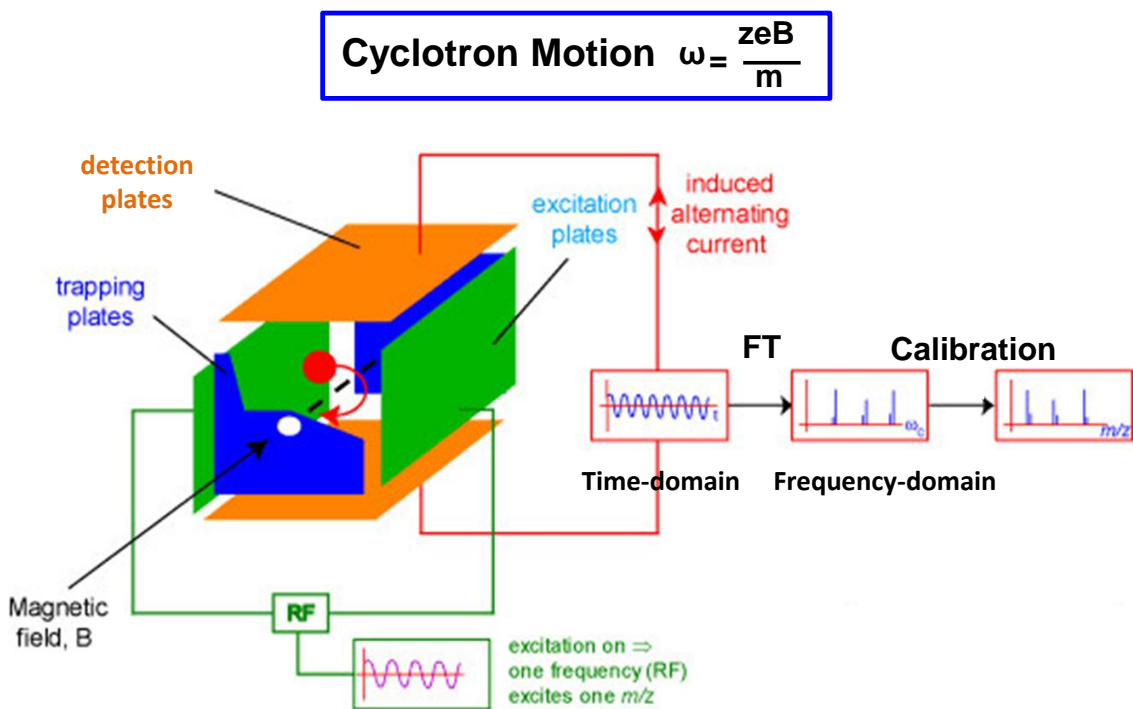 Cyclotron Motion ω = zeB
m
detection
plates
excitation
plates
induced
alternating
current
trapping
plates
FT
Calibration
t
ωc
m/z
Time-domain
Frequency-domain
Magnetic
field, B
RF
excitation on ⇒
one frequency (RF)
excites one m/z